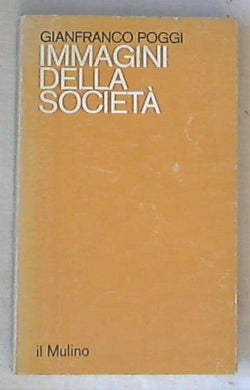 GIANFRANCO POGGI
IMMAGINI
DELLA
SOCIETÀ
il Mulino